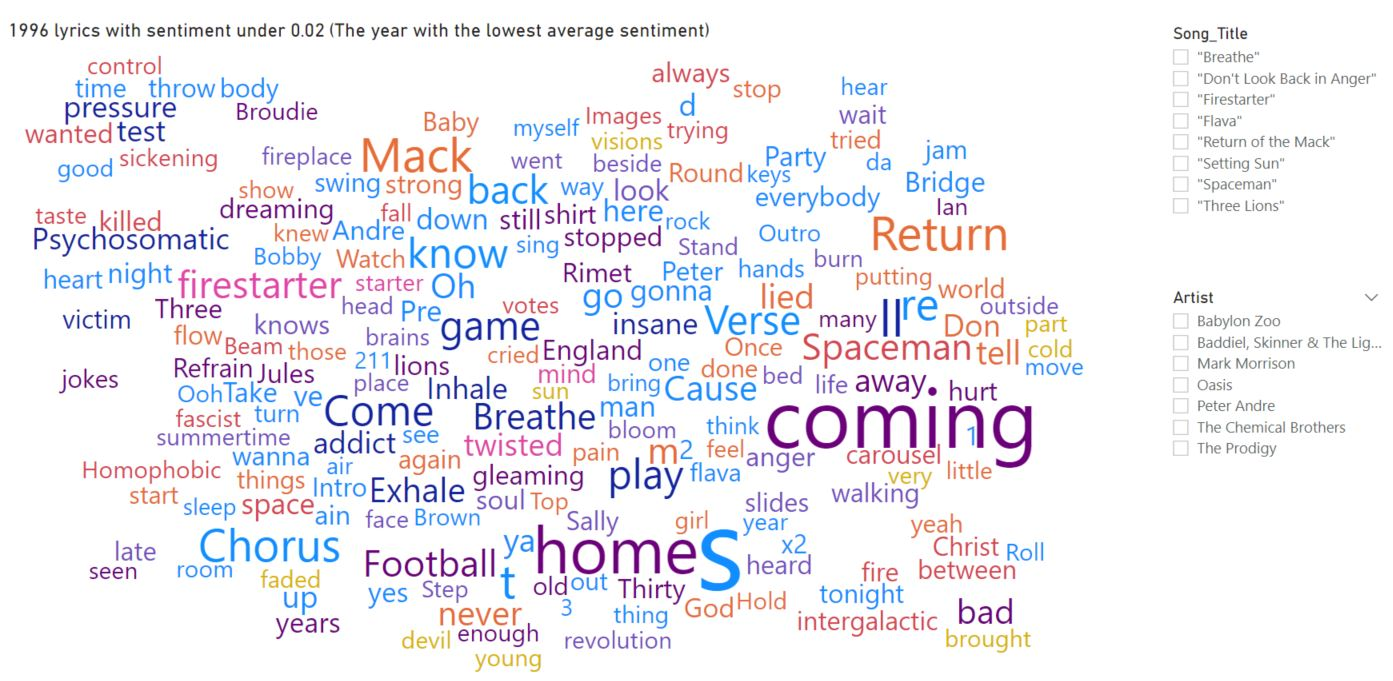 1996 lyrics with sentiment under 0.02 (The year with the lowest average sentiment)
control
always
time throw body
stop
hear
pressure
Broudie
d
wait
Baby
Images
wanted test
myself
trying
visions
tried
sickening
fireplace
Mack
went
beside
Party
da
jam
good
Round keys
show
swing strong
back
way look
Bridge
everybody
taste
killed
dreaming
fall
down
still shirt here
rock
Ian
Psychosomatic
knew Andre
sing
stopped
Stand
Outro
Return
Bobby
Watch
know
burn
heart night
firestarter
starter
Oh
Rimet
Peter
hands
putting
world
head
go
gonna
lied
Three
Pre
votes
outside
victim
knows
game
insane
Verse
many
ll
re
Don
part
flow
brains
Beam those
211 lions
cried England
Once
Spaceman tell
cold
Refrain Jules
mind
one
done
move
jokes
place
Inhale
sun
bring
Cause
bed
life
away.
hurt
Ooh Take
ve
Come
Breathe
man
coming
1
fascist
turn
bloom
think
summertime
addict
see
twisted
pain
m
2
feel
anger
carousel
wanna
air
again
very
little
Homophobic
things
gleaming
play
flava
start
Intro
Exhale
soul
Top
slides
walking
sleep
space
ain
face
Brown
Sally
girl
year
yeah
late
Chorus
ya
home
s
x2
Christ
Roll
seen
room
Football
heard
fire
between
faded
t
old out
Thirty
up
yes
Step
tonight
God Hold
bad
years
never
3
thing
intergalactic
devil
enough
revolution
brought
young
Song_Title
"Breathe"
"Don't Look Back in Anger"
"Firestarter"
"Flava"
"Return of the Mack"
"Setting Sun"
"Spaceman"
"Three Lions"
Artist
Babylon Zoo
Baddiel, Skinner & The Lig...
Mark Morrison
Oasis
Peter Andre
The Chemical Brothers
The Prodigy